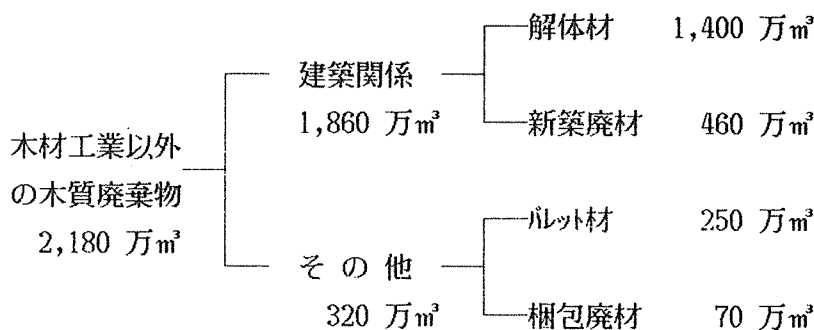 解体材 1,400 万㎥
建築関係
1,860 万㎥
新築廃材 460 万㎥
木材工業以外
の木質廃棄物
2,180 万㎥
パレット材 250 万㎥
その他
320 万㎥
梱包廃材 70 万㎥